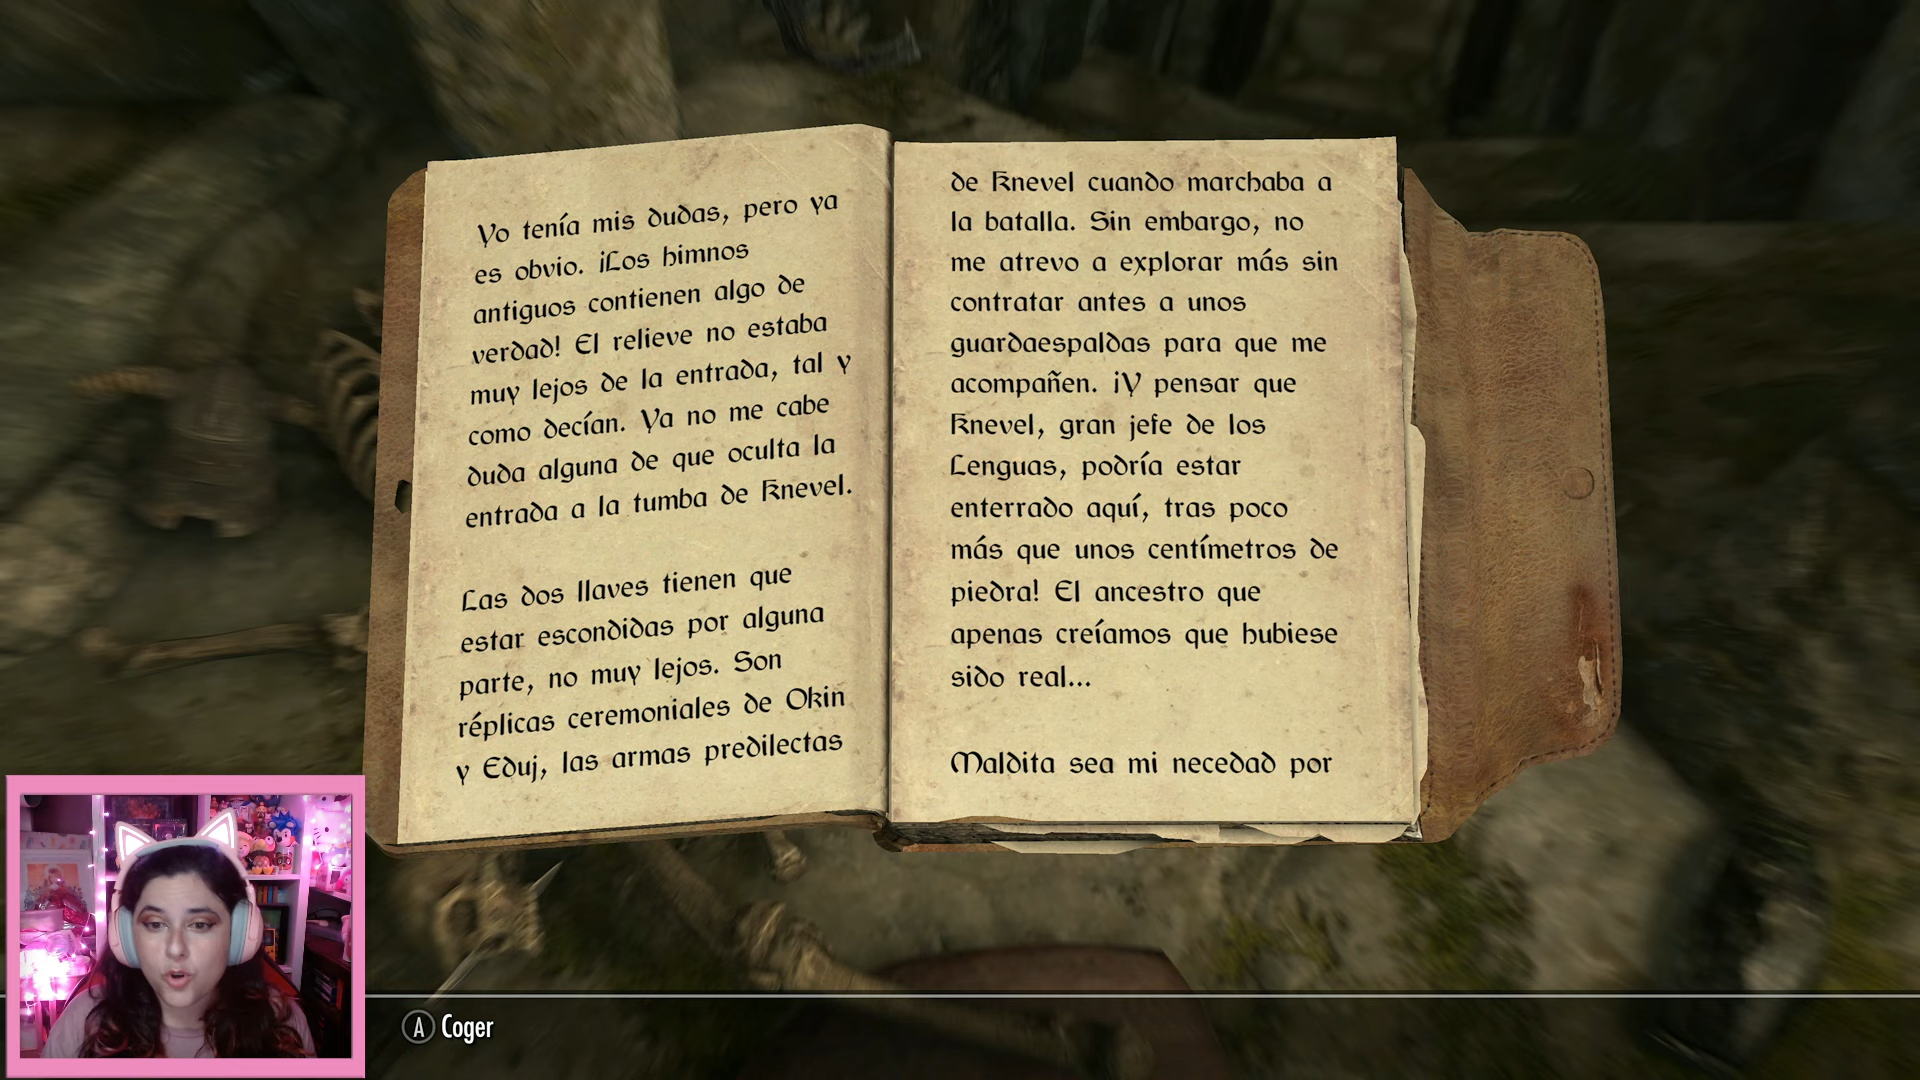 Yo tenía mis dudas, pero ya
es obvio. ¡Los himnos
antiguos contienen algo de
verdad! El relieve no estaba
muy lejos de la entrada, tal y
como decían. Ya no me cabe
duda alguna de que oculta la
entrada a la tumba de Knevel.
Las dos llaves tienen que
estar escondidas por alguna
parte, no muy lejos. Son
réplicas ceremoniales de Okin
y Eduj, las armas predilectas
de Knevel cuando marchaba a
la batalla. Sin embargo, no
me atrevo a explorar más sin
contratar antes a unos
guardaespaldas para que me
acompañen. ¡Y pensar que
Knevel, gran jefe de los
Lenguas, podría estar
enterrado aquí, tras poco
más que unos centímetros de
piedra! El ancestro que
apenas creíamos que hubiese
sido real...
Maldita sea mi necedad por
A Coger